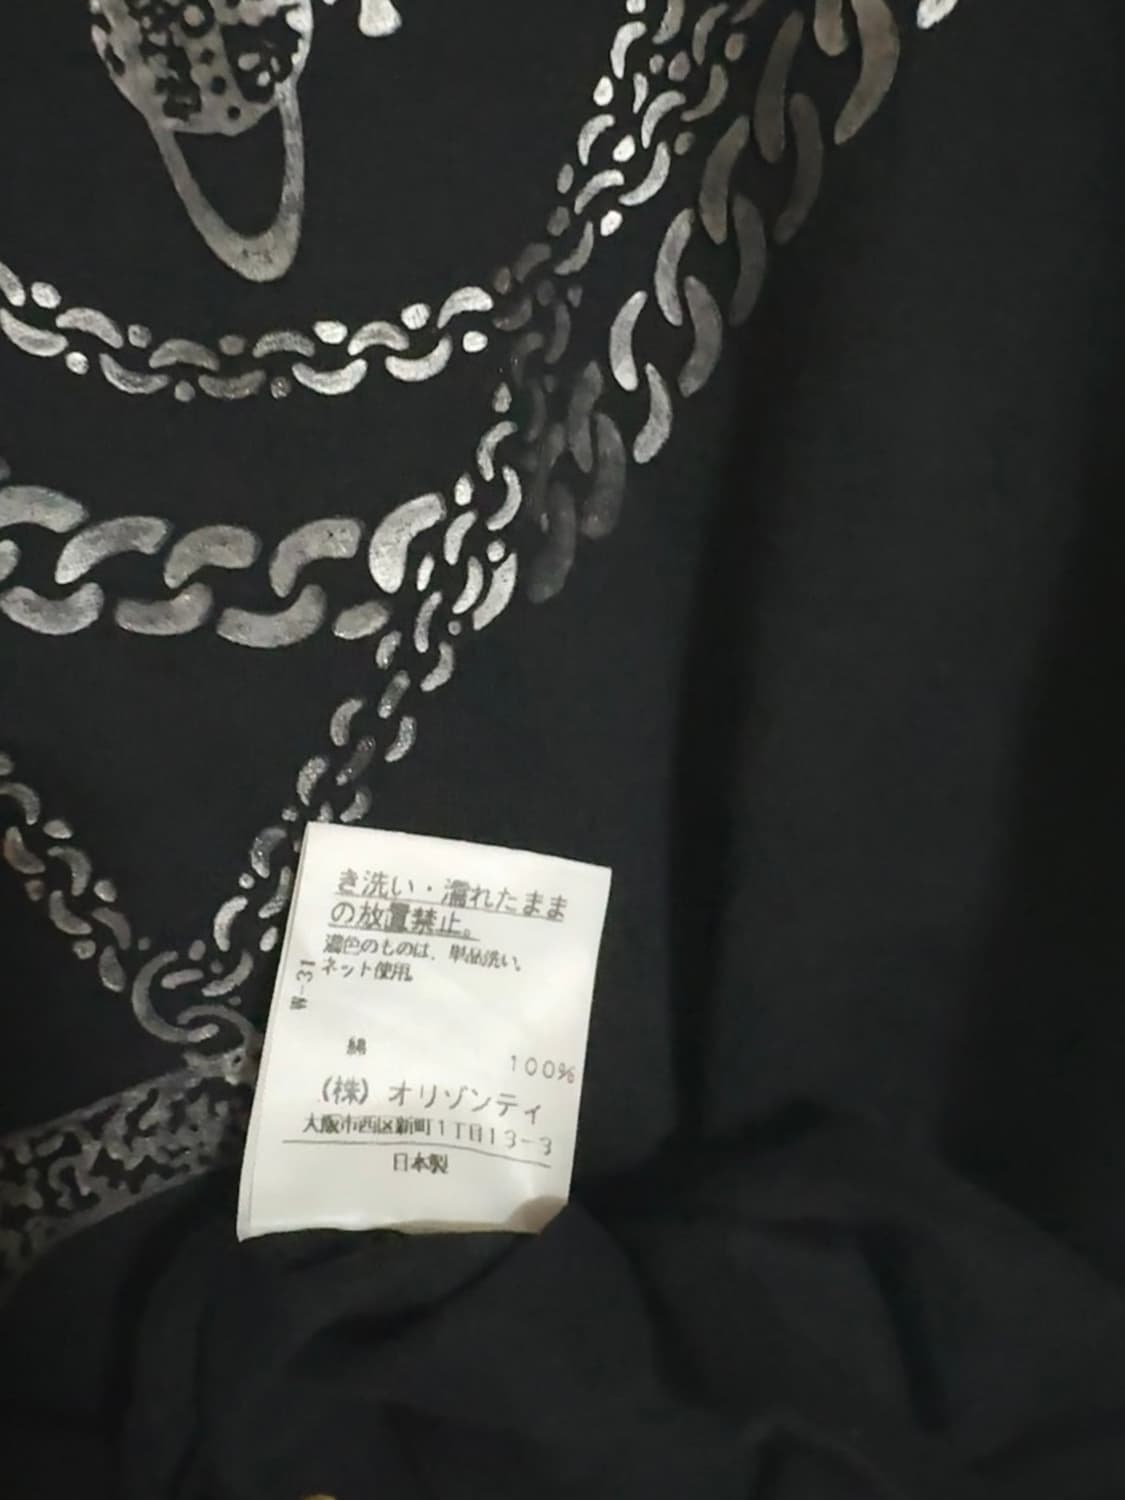 き洗い・濡れたまま
の放置禁止。
濃色のものは、単品洗い。
ネット使用。
W-31
綿 100%
(株) オリゾンティ
大阪市西区新町1丁目13-3
日本製